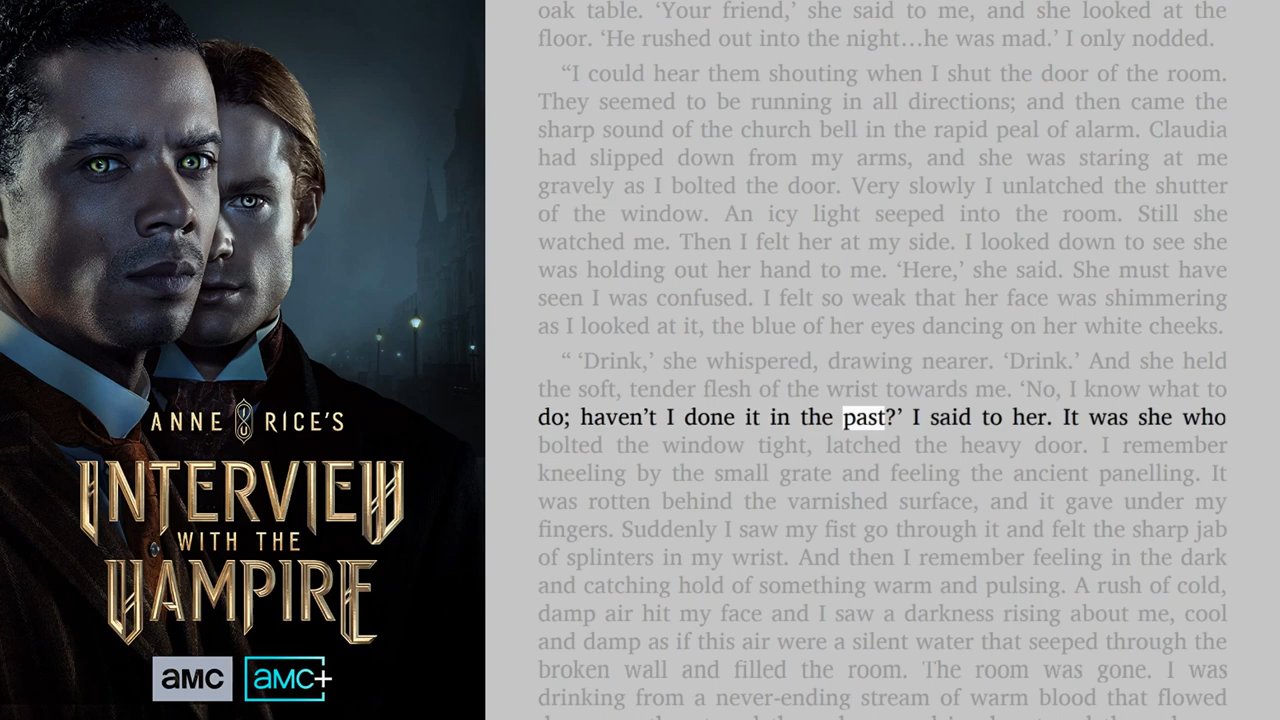 ANNE RICE'S
INTERVIEW
WITH THE
VAMPIRE
aMC
aMC+
oak table. ‘Your friend,’ she said to me, and she looked at the
floor. ‘He rushed out into the night…he was mad.’ I only nodded.
“I could hear them shouting when I shut the door of the room.
They seemed to be running in all directions; and then came the
sharp sound of the church bell in the rapid peal of alarm. Claudia
had slipped down from my arms, and she was staring at me
gravely as I bolted the door. Very slowly I unlatched the shutter
of the window. An icy light seeped into the room. Still she
watched me. Then I felt her at my side. I looked down to see she
was holding out her hand to me. ‘Here,’ she said. She must have
seen I was confused. I felt so weak that her face was shimmering
as I looked at it, the blue of her eyes dancing on her white cheeks.
“ ‘Drink,’ she whispered, drawing nearer. ‘Drink.’ And she held
the soft, tender flesh of the wrist towards me. ‘No, I know what to
do; haven’t I done it in the past?’ I said to her. It was she who
bolted the window tight, latched the heavy door. I remember
kneeling by the small grate and feeling the ancient panelling. It
was rotten behind the varnished surface, and it gave under my
fingers. Suddenly I saw my fist go through it and felt the sharp jab
of splinters in my wrist. And then I remember feeling in the dark
and catching hold of something warm and pulsing. A rush of cold,
damp air hit my face and I saw a darkness rising about me, cool
and damp as if this air were a silent water that seeped through the
broken wall and filled the room. The room was gone. I was
drinking from a never-ending stream of warm blood that flowed